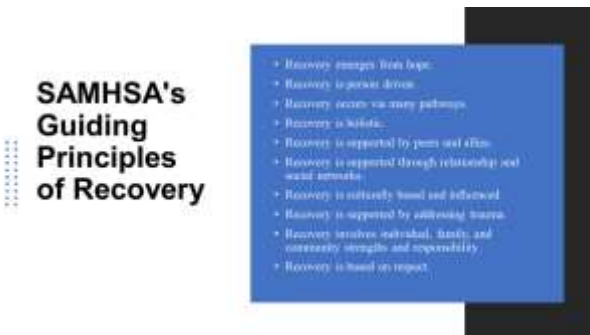 SAMHSA's
Guiding
Principles
of Recovery
• Recovery emerges from hope.
• Recovery is person driven.
• Recovery occurs via many pathways.
• Recovery is holistic.
• Recovery is supported by peers and allies.
• Recovery is supported through relationship and
social networks.
• Recovery is culturally based and influenced.
• Recovery is supported by addressing trauma.
• Recovery involves individual, family, and
community strengths and responsibility.
• Recovery is based on respect.